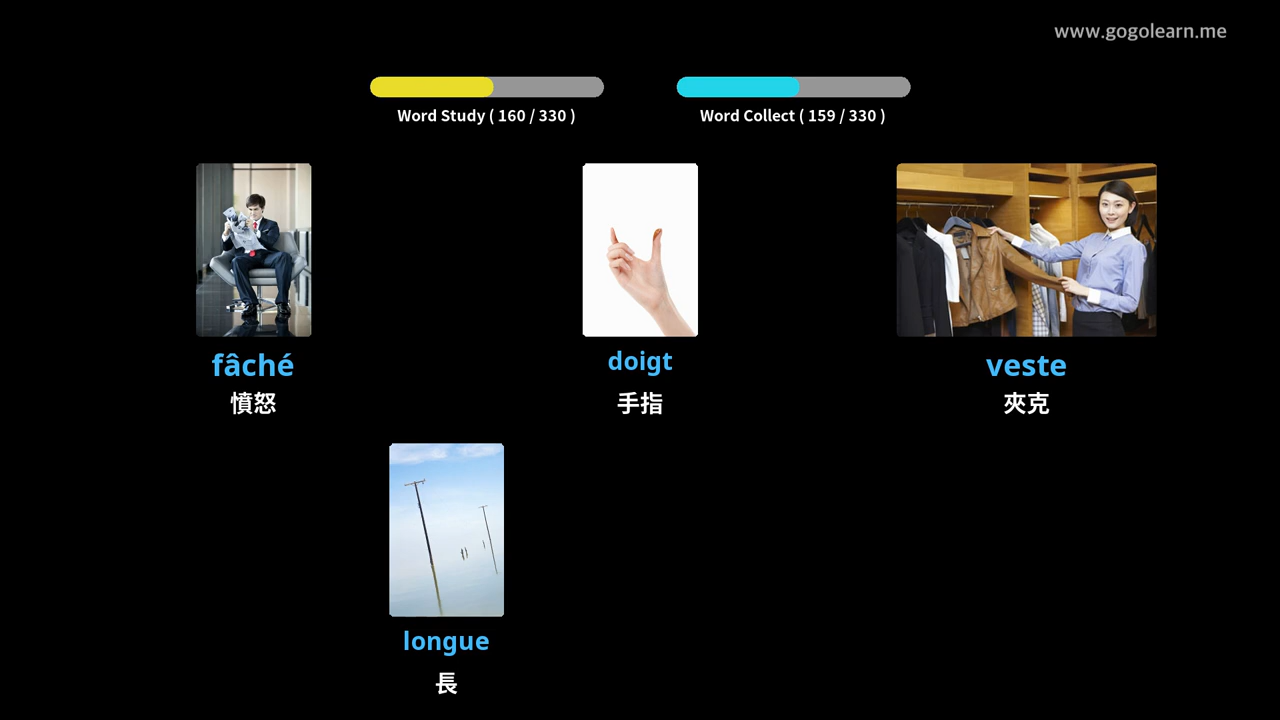 www.gogolearn.me
Word Study ( 160 / 330 )
Word Collect ( 159 / 330 )
fâché
憤怒
doigt
手指
veste
夾克
longue
長